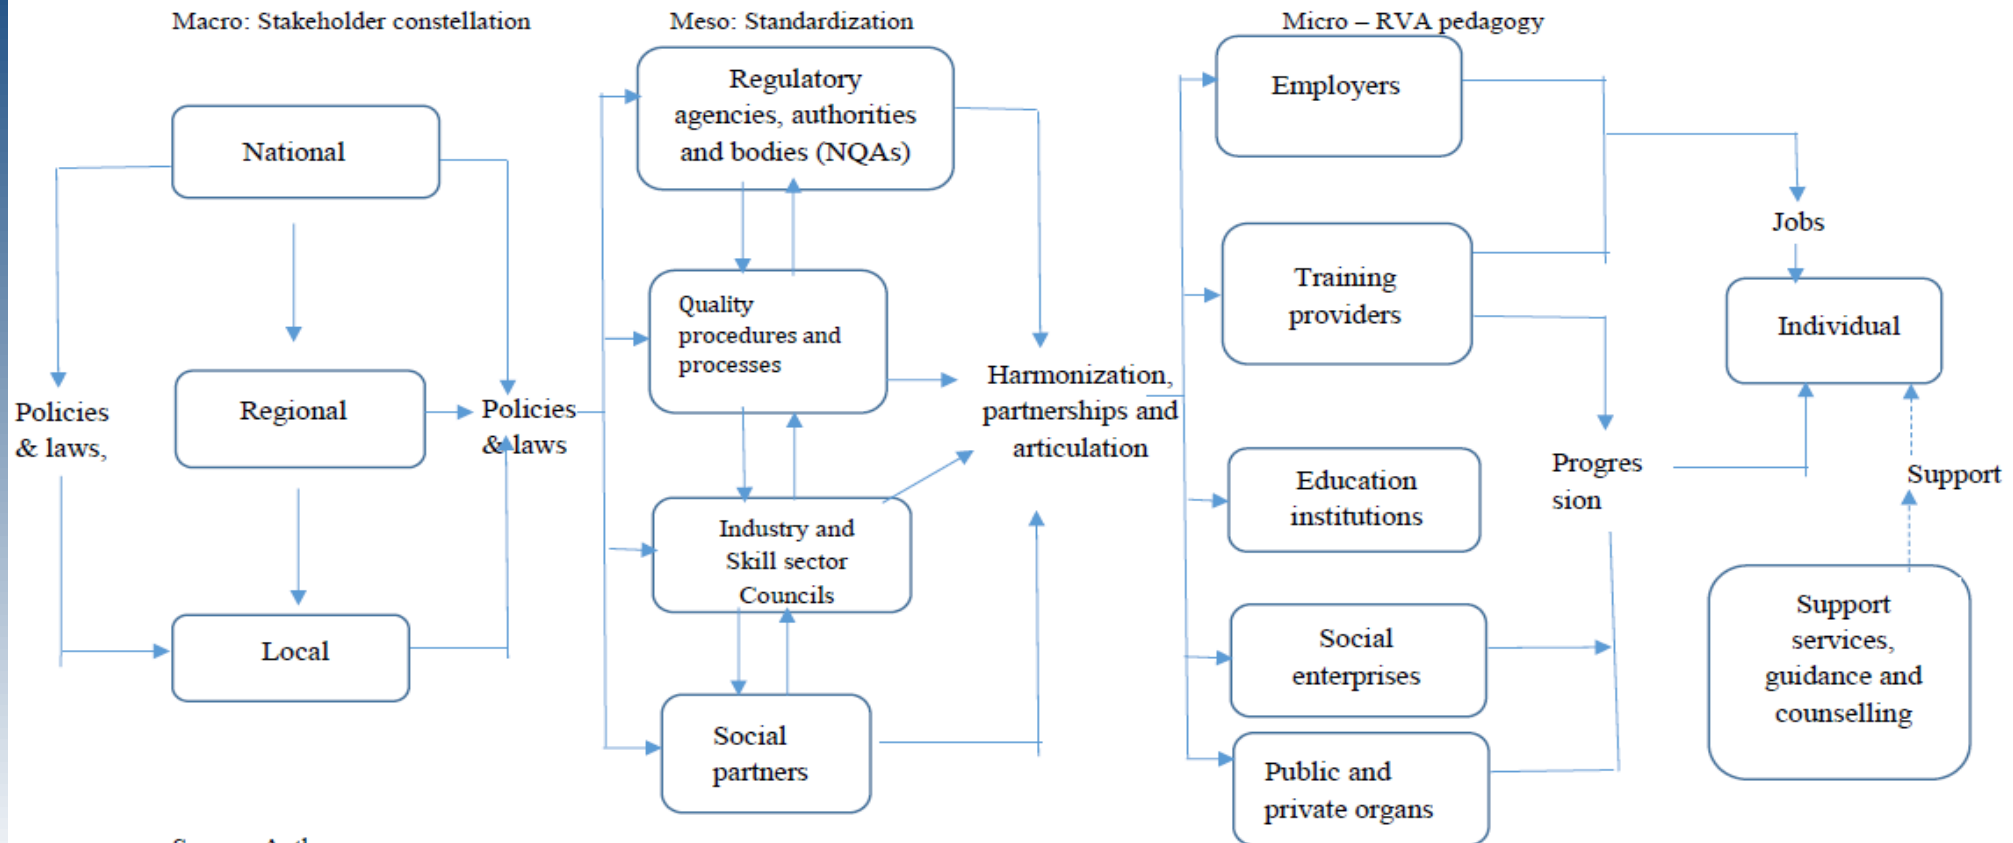 Macro: Stakeholder constellation
Meso: Standardization
Micro – RVA pedagogy
National
Regional
Local
Policies
& laws,
Policies
& laws
Regulatory
agencies, authorities
and bodies (NQAs)
Quality
procedures and
processes
Industry and
Skill sector
Councils
Social
partners
Harmonization,
partnerships and
articulation
Employers
Training
providers
Education
institutions
Social
enterprises
Public and
private organs
Jobs
Individual
Progres
sion
Support
Support
services,
guidance and
counselling